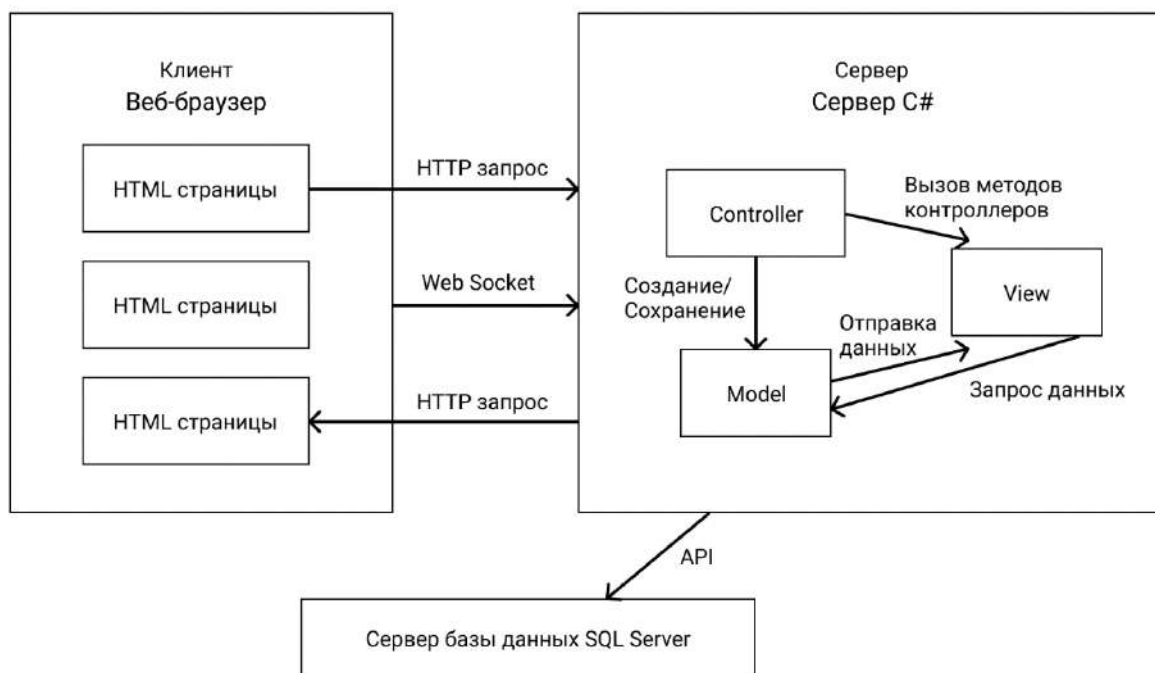 Клиент
Веб-браузер
HTML страницы
HTML страницы
HTML страницы
HTTP запрос
Web Socket
HTTP запрос
Сервер
Сервер C#
Controller
Вызов методов
контроллеров
View
Создание/
Сохранение
Отправка
данных
Model
Запрос данных
API
Сервер базы данных SQL Server